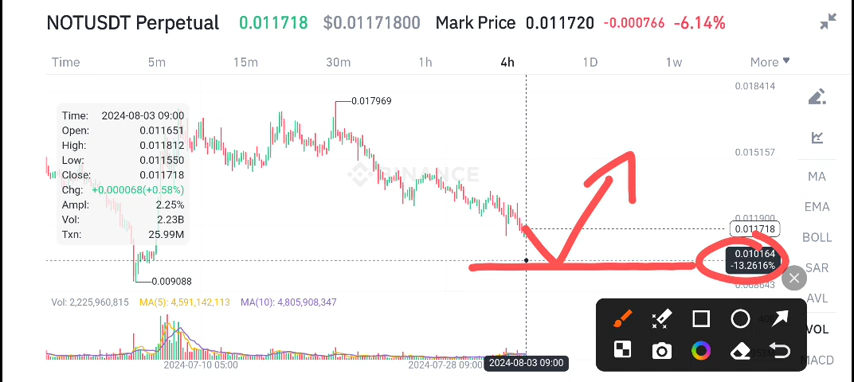 NOTUSDT Perpetual 0.011718 $0.01171800 Mark Price 0.011720 -0.000766 -6.14%
Time 5m 15m 30m 1h 4h 1D 1w More
0.018414
Time: 2024-08-03 09:00
Open: 0.011651
High: 0.011812
Low: 0.011550
Close: 0.011718
Chg: +0.000068(+0.58%)
Ampl: 2.25%
Vol: 2.23B
Txn: 25.99M
0.017969
0.015157
BINANCE
MA
EMA
0.011900
0.011718
BOLL
0.010164
-13.2616%
SAR
0.009088
0.008643
AVL
Vol: 2,225,960,815 MA(5): 4,591,142,113 MA(10): 4,805,908,347
VOL
MACD
2024-07-10 05:00 2024-07-28 09:00 2024-08-03 09:00